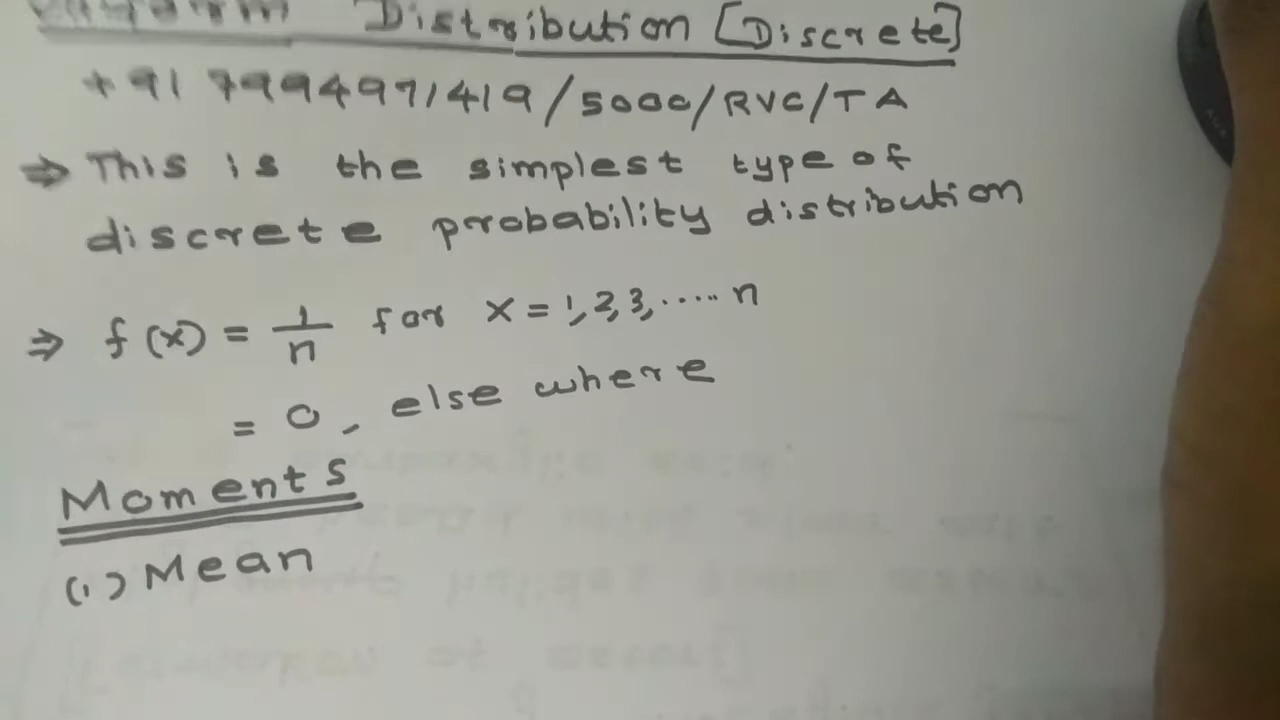 Distribution [Discrete]
+91 7994971419/5000/RVC/TA
⇒ This is the simplest type of
discrete probability distribution
⇒ f(x) = 1/n for x = 1,2,3,.....n
= 0, else where
Moments
(1) Mean